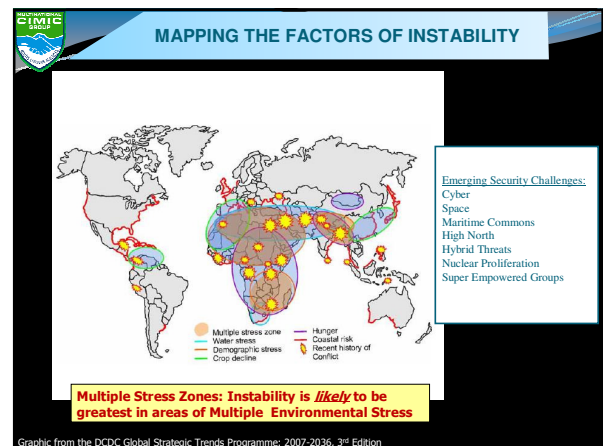 MULTINATIONAL
CIMIC
GROUP
MAPPING THE FACTORS OF INSTABILITY
Emerging Security Challenges:
Cyber
Space
Maritime Commons
High North
Hybrid Threats
Nuclear Proliferation
Super Empowered Groups
Multiple stress zone
Water stress
Demographic stress
Crop decline
Hunger
Coastal risk
Recent history of
Conflict
Multiple Stress Zones: Instability is likely to be
greatest in areas of Multiple Environmental Stress
Graphic from the DCDC Global Strategic Trends Programme: 2007-2036, 3rd Edition